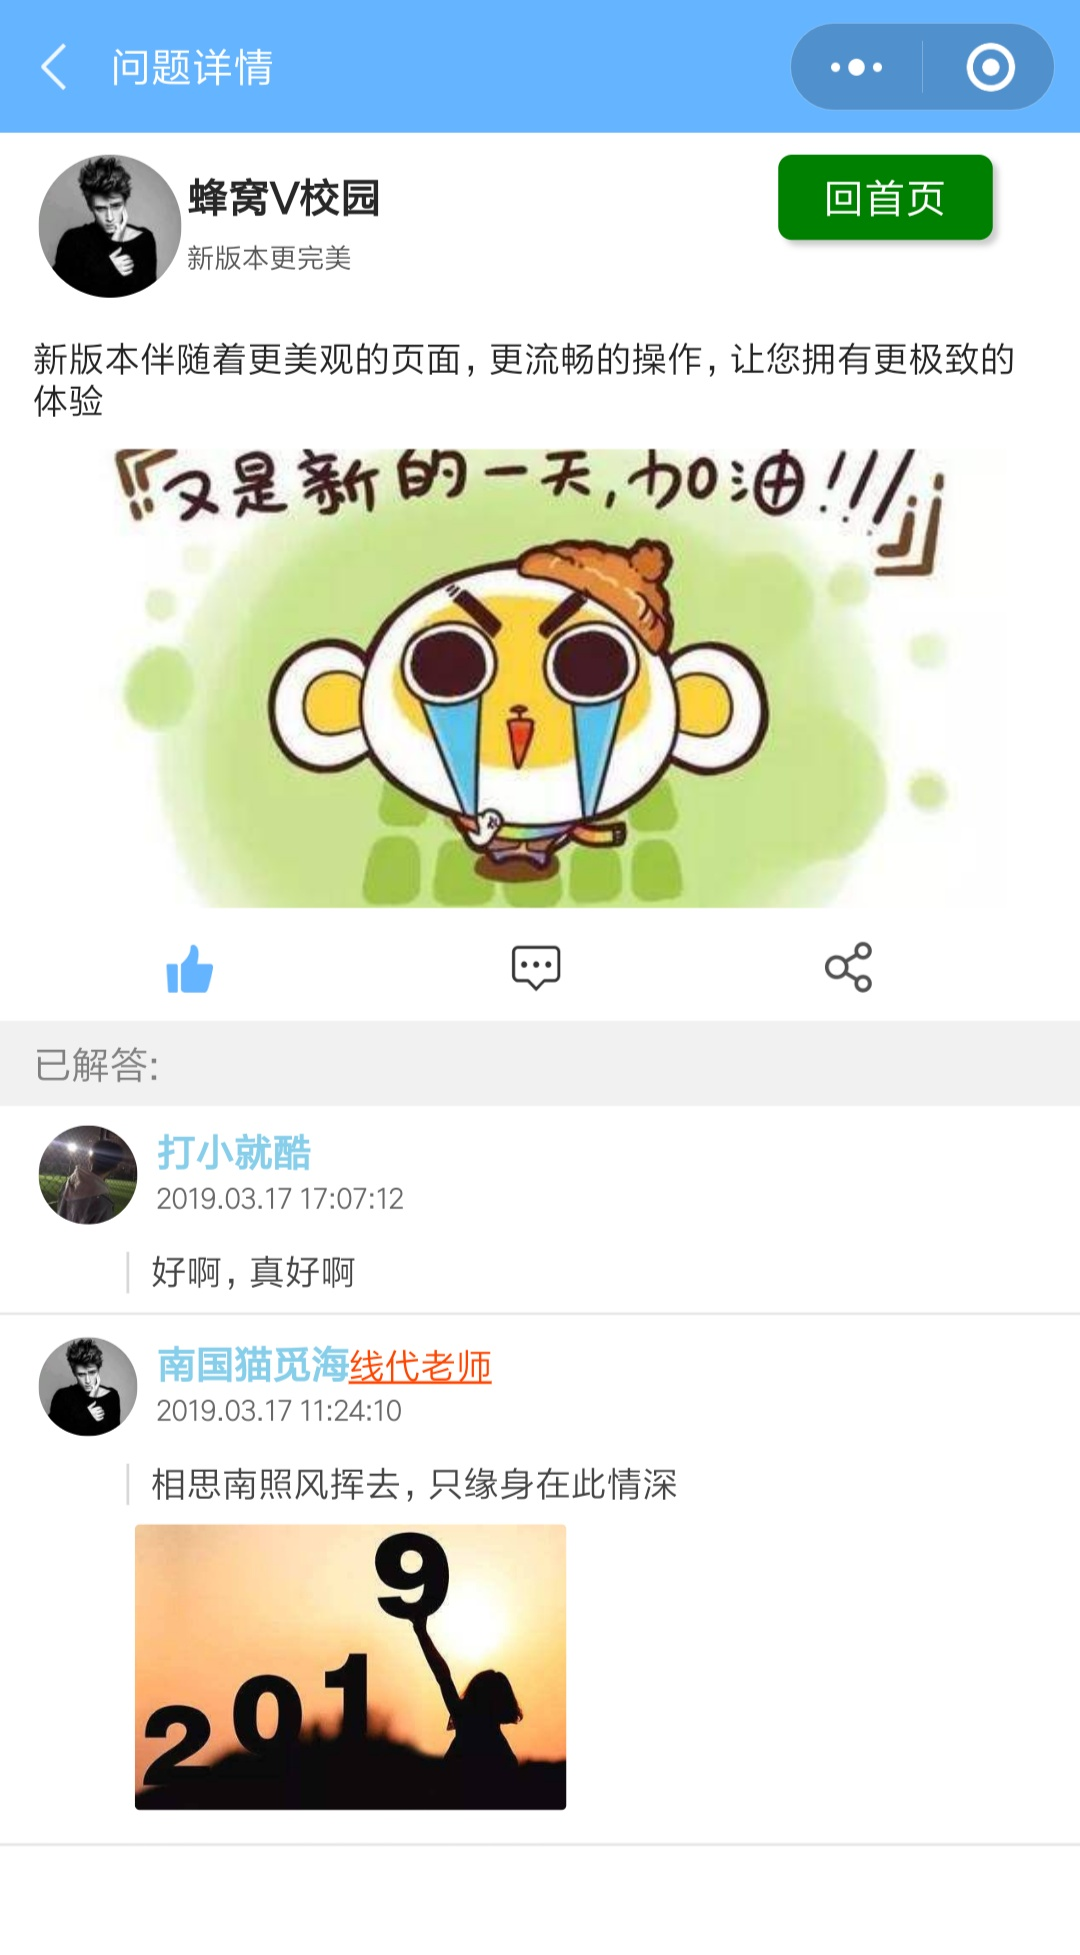 问题详情
蜂窝V校园
回首页
新版本更完美
新版本伴随着更美观的页面，更流畅的操作，让您拥有更极致的
体验
『又是新的一天,加油!!!』
已解答:
打小就酷
2019.03.17 17:07:12
好啊，真好啊
南国猫觅海线代老师
2019.03.17 11:24:10
相思南照风挥去，只缘身在此情深
2019